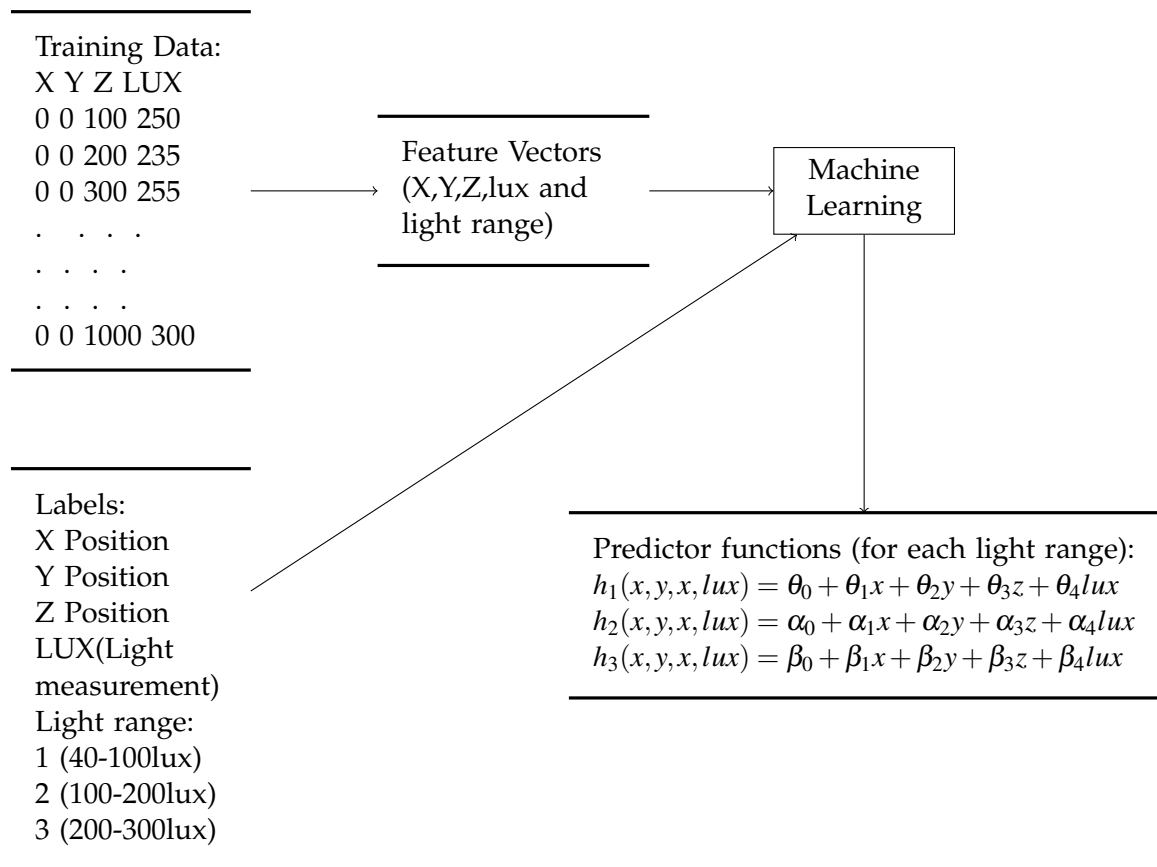 Training Data:
X Y Z LUX
0 0 100 250
0 0 200 235
0 0 300 255
. . . .
. . . .
. . . .
0 0 1000 300
Feature Vectors
(X,Y,Z,lux and
light range)
Machine
Learning
Labels:
X Position
Y Position
Z Position
LUX(Light
measurement)
Light range:
1 (40-100lux)
2 (100-200lux)
3 (200-300lux)
Predictor functions (for each light range):
h₁(x, y, x, lux) = θ₀ + θ₁x + θ₂y + θ₃z + θ₄lux
h₂(x, y, x, lux) = α₀ + α₁x + α₂y + α₃z + α₄lux
h₃(x, y, x, lux) = β₀ + β₁x + β₂y + β₃z + β₄lux